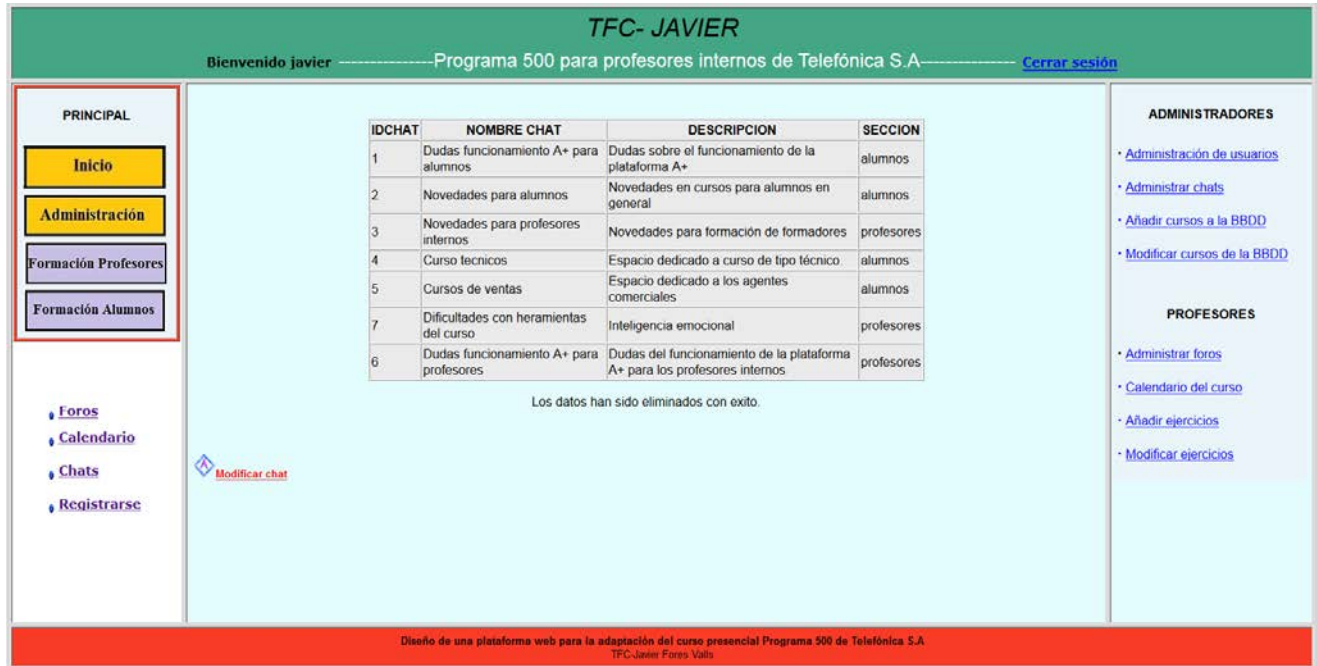 TFC- JAVIER
Bienvenido javier ---------------Programa 500 para profesores internos de Telefónica S.A--------------- Cerrar sesión
PRINCIPAL
Inicio
Administración
Formación Profesores
Formación Alumnos
Foros
Calendario
Chats
Registrarse
IDCHAT NOMBRE CHAT DESCRIPCION SECCION
1 Dudas funcionamiento A+ para alumnos Dudas sobre el funcionamiento de la plataforma A+ alumnos
2 Novedades para alumnos Novedades en cursos para alumnos en general alumnos
3 Novedades para profesores internos Novedades para formación de formadores profesores
4 Curso tecnicos Espacio dedicado a curso de tipo técnico. alumnos
5 Cursos de ventas Espacio dedicado a los agentes comerciales alumnos
7 Dificultades con heramientas del curso Inteligencia emocional profesores
6 Dudas funcionamiento A+ para profesores Dudas del funcionamiento de la plataforma A+ para los profesores internos profesores
Los datos han sido eliminados con exito.
A Modificar chat
ADMINISTRADORES
· Administración de usuarios
· Administrar chats
· Añadir cursos a la BBDD
· Modificar cursos de la BBDD
PROFESORES
· Administrar foros
· Calendario del curso
· Añadir ejercicios
· Modificar ejercicios
Diseño de una plataforma web para la adaptación del curso presencial Programa 500 de Telefónica S.A
TFC-Javier Fores Valls